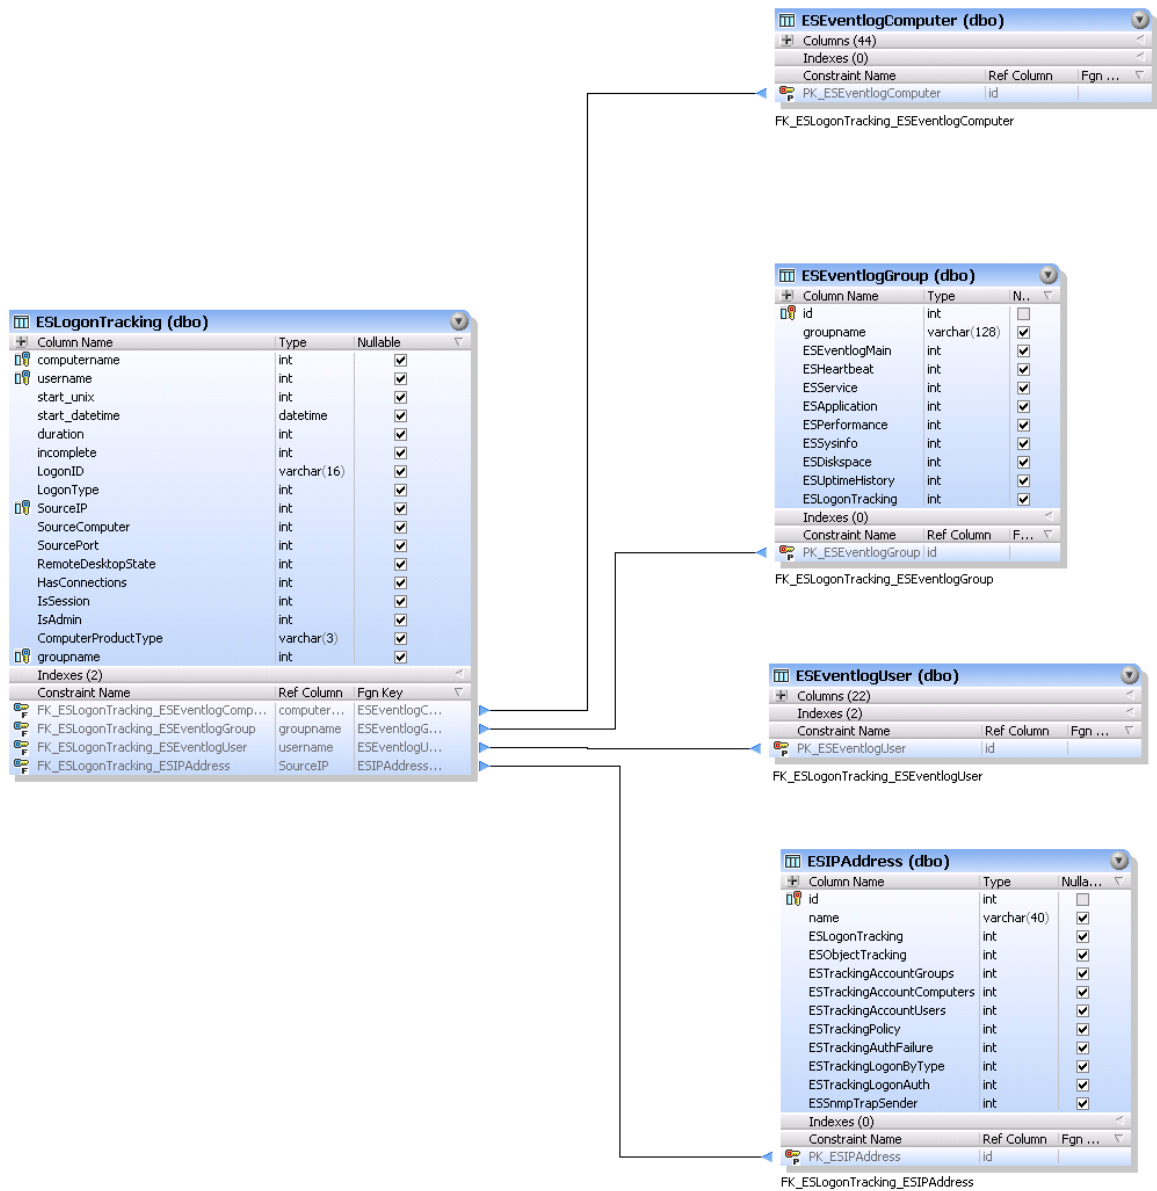 ESEventlogComputer (dbo)
Columns (44)
Indexes (0)
Constraint Name Ref Column Fgn ...
PK_ESEventlogComputer id
FK_ESLogonTracking_ESEventlogComputer
ESEventlogGroup (dbo)
Column Name Type N..
id int
groupname varchar(128)
ESEventlogMain int
ESHeartbeat int
ESService int
ESApplication int
ESPerformance int
ESSysinfo int
ESDiskspace int
ESUptimeHistory int
ESLogonTracking int
Indexes (0)
Constraint Name Ref Column F...
PK_ESEventlogGroup id
FK_ESLogonTracking_ESEventlogGroup
ESLogonTracking (dbo)
Column Name Type Nullable
computername int
username int
start_unix int
start_datetime datetime
duration int
incomplete int
LogonID varchar(16)
LogonType int
SourceIP int
SourceComputer int
SourcePort int
RemoteDesktopState int
HasConnections int
IsSession int
IsAdmin int
ComputerProductType varchar(3)
groupname int
Indexes (2)
Constraint Name Ref Column Fgn Key
FK_ESLogonTracking_ESEventlogComp... computer... ESEventlogC...
FK_ESLogonTracking_ESEventlogGroup groupname ESEventlogG...
FK_ESLogonTracking_ESEventlogUser username ESEventlogU...
FK_ESLogonTracking_ESIPAddress SourceIP ESIPAddress...
ESEventlogUser (dbo)
Columns (22)
Indexes (2)
Constraint Name Ref Column Fgn ...
PK_ESEventlogUser id
FK_ESLogonTracking_ESEventlogUser
ESIPAddress (dbo)
Column Name Type Nulla...
id int
name varchar(40)
ESLogonTracking int
ESObjectTracking int
ESTrackingAccountGroups int
ESTrackingAccountComputers int
ESTrackingAccountUsers int
ESTrackingPolicy int
ESTrackingAuthFailure int
ESTrackingLogonByType int
ESTrackingLogonAuth int
ESSnmpTrapSender int
Indexes (0)
Constraint Name Ref Column Fgn ...
PK_ESIPAddress id
FK_ESLogonTracking_ESIPAddress